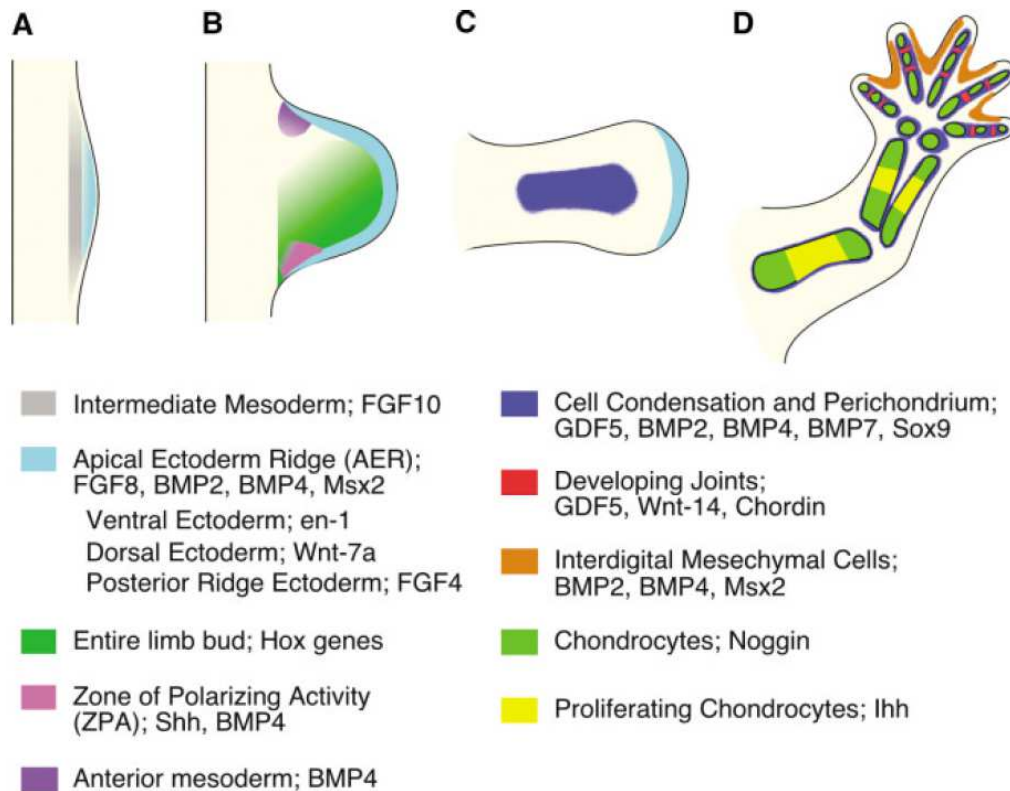 A
B
C
D
Intermediate Mesoderm; FGF10
Apical Ectoderm Ridge (AER);
FGF8, BMP2, BMP4, Msx2
Ventral Ectoderm; en-1
Dorsal Ectoderm; Wnt-7a
Posterior Ridge Ectoderm; FGF4
Entire limb bud; Hox genes
Zone of Polarizing Activity
(ZPA); Shh, BMP4
Anterior mesoderm; BMP4
Cell Condensation and Perichondrium;
GDF5, BMP2, BMP4, BMP7, Sox9
Developing Joints;
GDF5, Wnt-14, Chordin
Interdigital Mesechymal Cells;
BMP2, BMP4, Msx2
Chondrocytes; Noggin
Proliferating Chondrocytes; Ihh